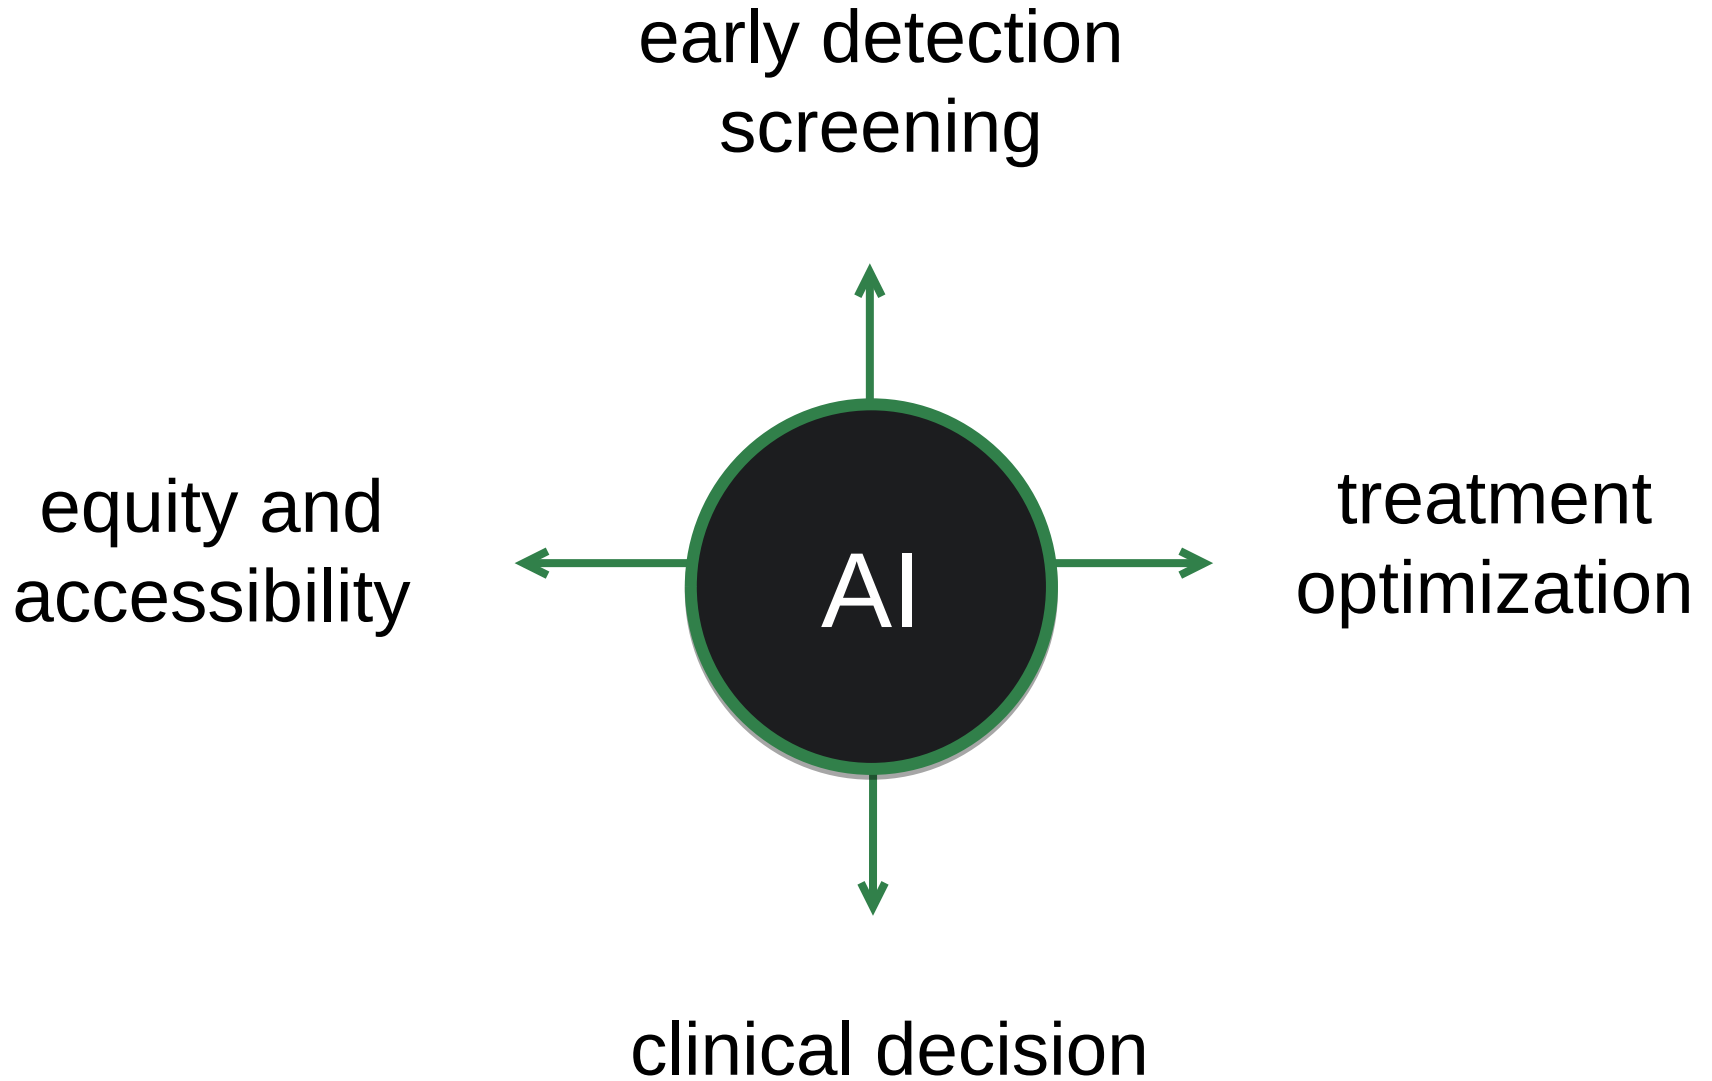 early detection
screening
equity and
accessibility
AI
treatment
optimization
clinical decision